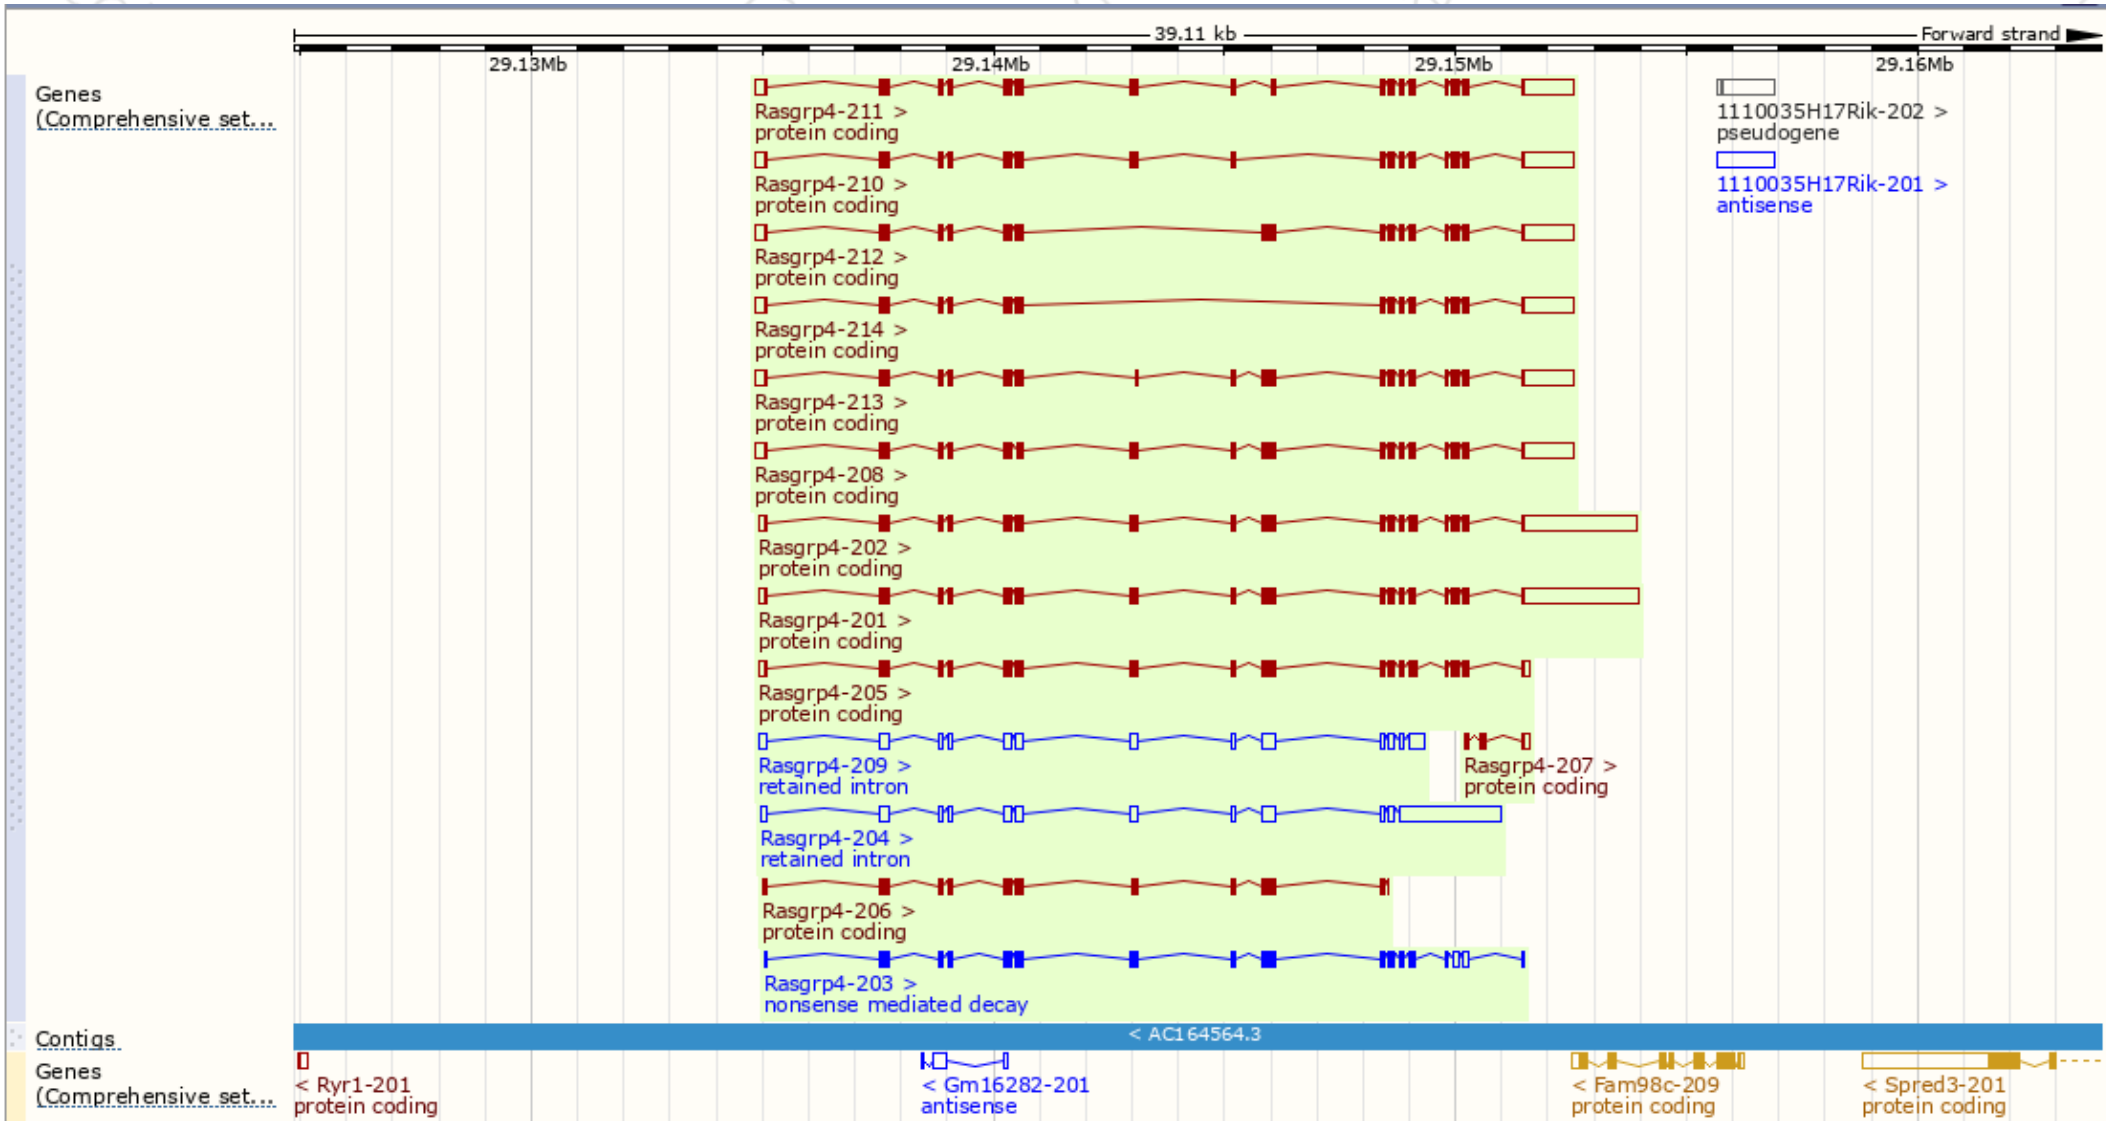 39.11 kb
Forward strand
29.13Mb
29.14Mb
29.15Mb
29.16Mb
Genes
(Comprehensive set...
Rasgrp4-211 >
protein coding
1110035H17Rik-202 >
pseudogene
Rasgrp4-210 >
protein coding
1110035H17Rik-201 >
antisense
Rasgrp4-212 >
protein coding
Rasgrp4-214 >
protein coding
Rasgrp4-213 >
protein coding
Rasgrp4-208 >
protein coding
Rasgrp4-202 >
protein coding
Rasgrp4-201 >
protein coding
Rasgrp4-205 >
protein coding
Rasgrp4-209 >
retained intron
Rasgrp4-207 >
protein coding
Rasgrp4-204 >
retained intron
Rasgrp4-206 >
protein coding
Rasgrp4-203 >
nonsense mediated decay
Contigs
< AC164564.3
Genes
(Comprehensive set...
< Ryr1-201
protein coding
< Gm16282-201
antisense
< Fam98c-209
protein coding
< Spred3-201
protein coding